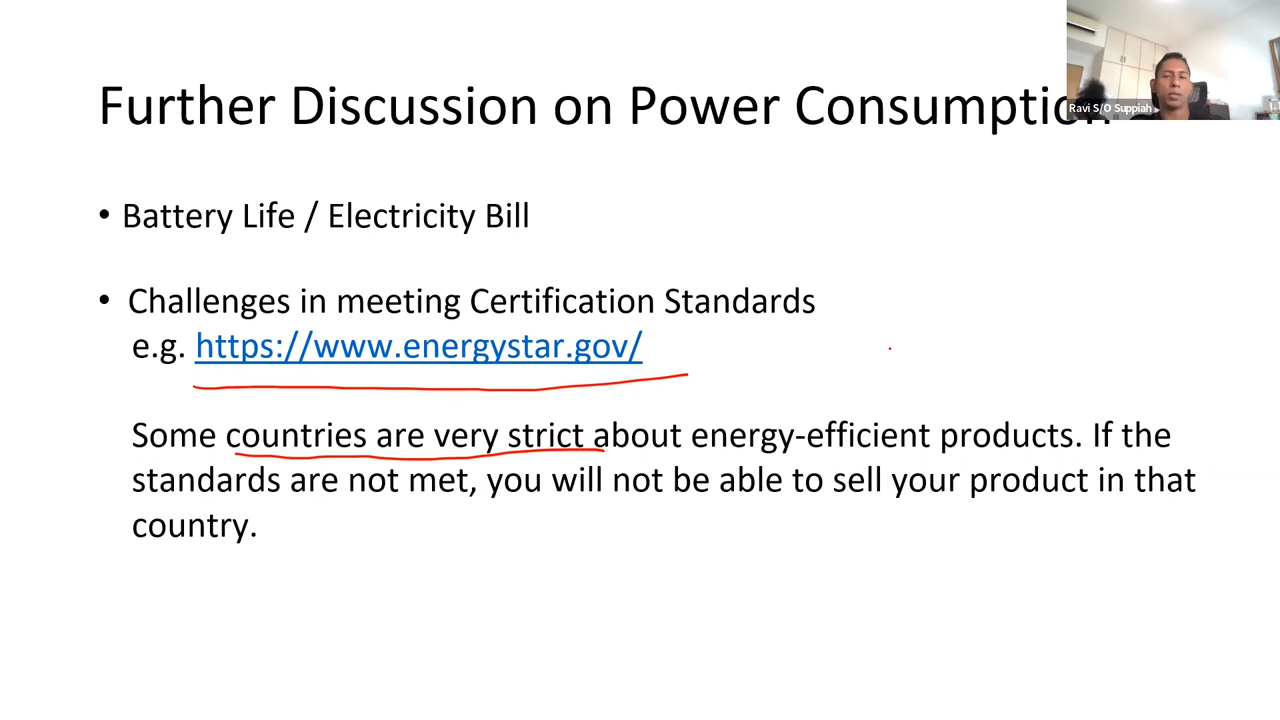 Further Discussion on Power Consumption
Ravi S/O Suppiah
• Battery Life / Electricity Bill
• Challenges in meeting Certification Standards
e.g. https://www.energystar.gov/
Some countries are very strict about energy-efficient products. If the
standards are not met, you will not be able to sell your product in that
country.